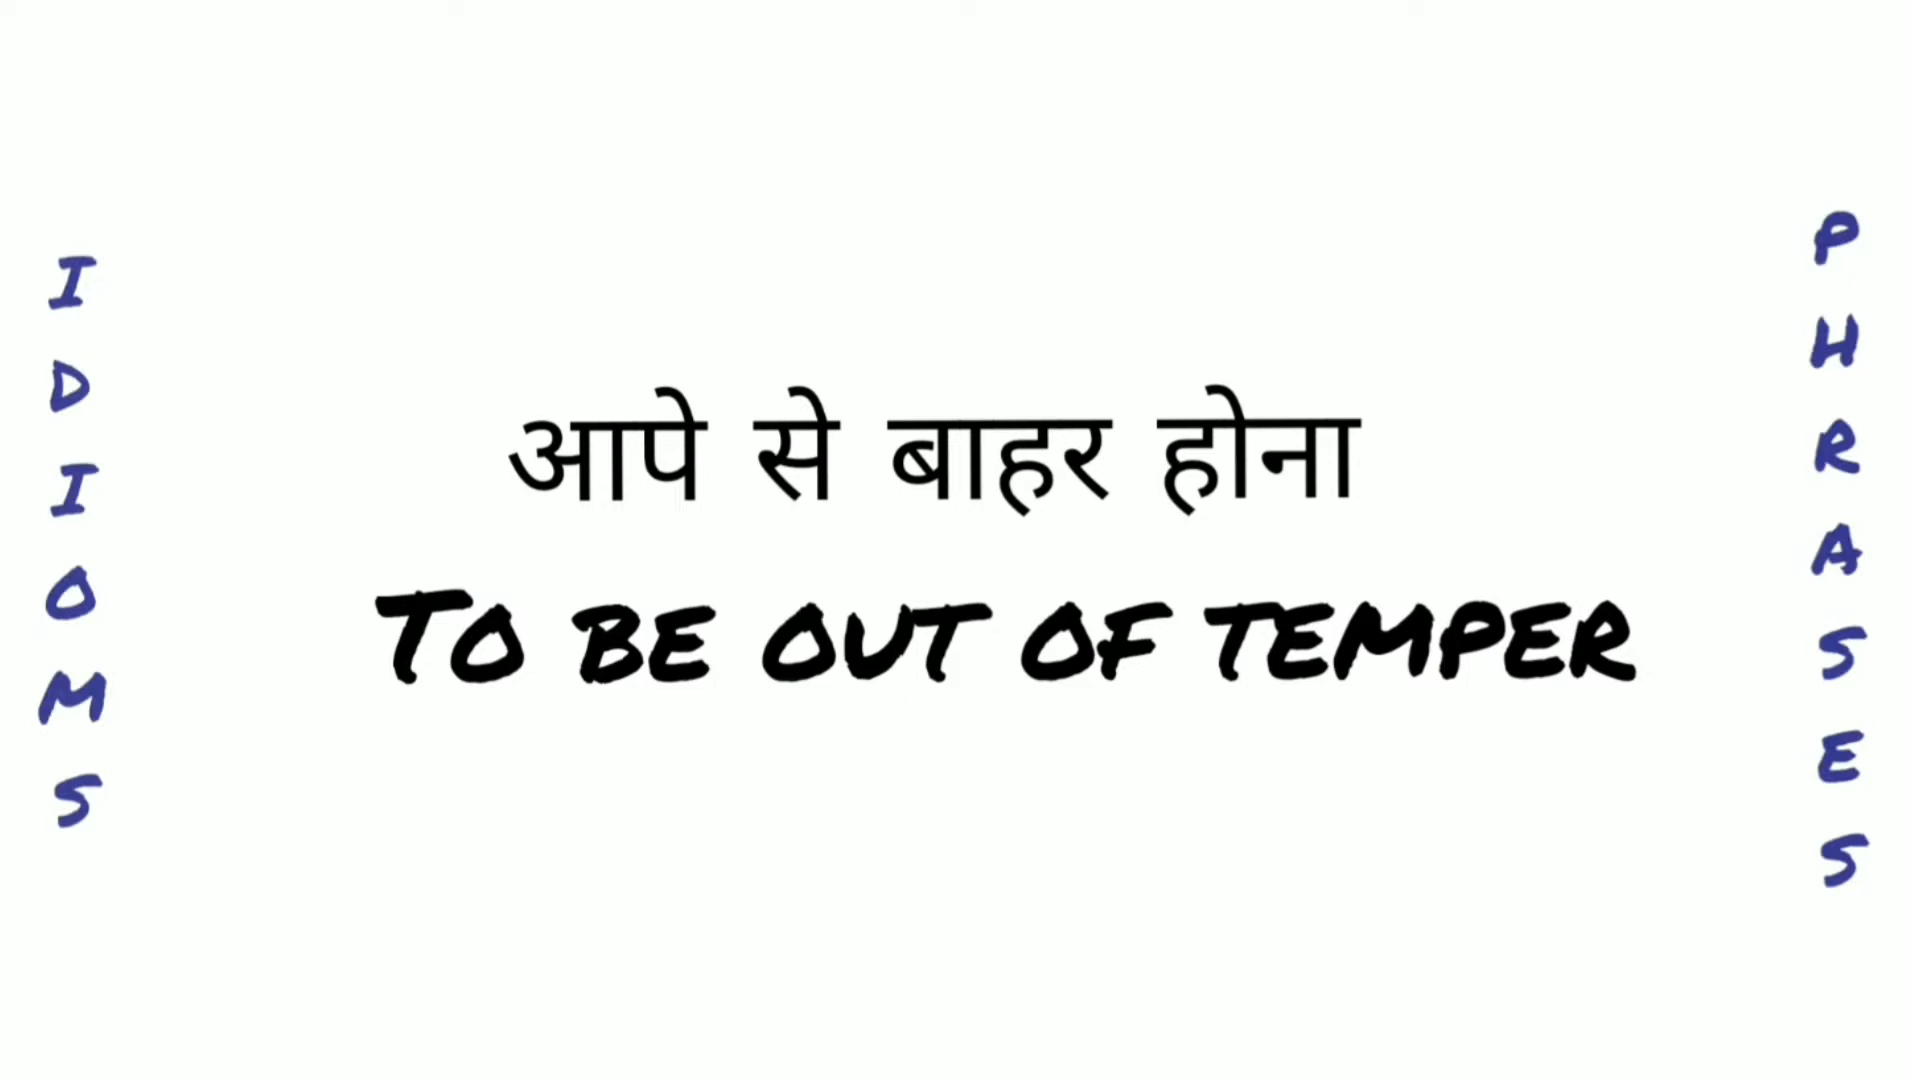 IDIOMS
आपे से बाहर होना
TO BE OUT OF TEMPER
PHRASES